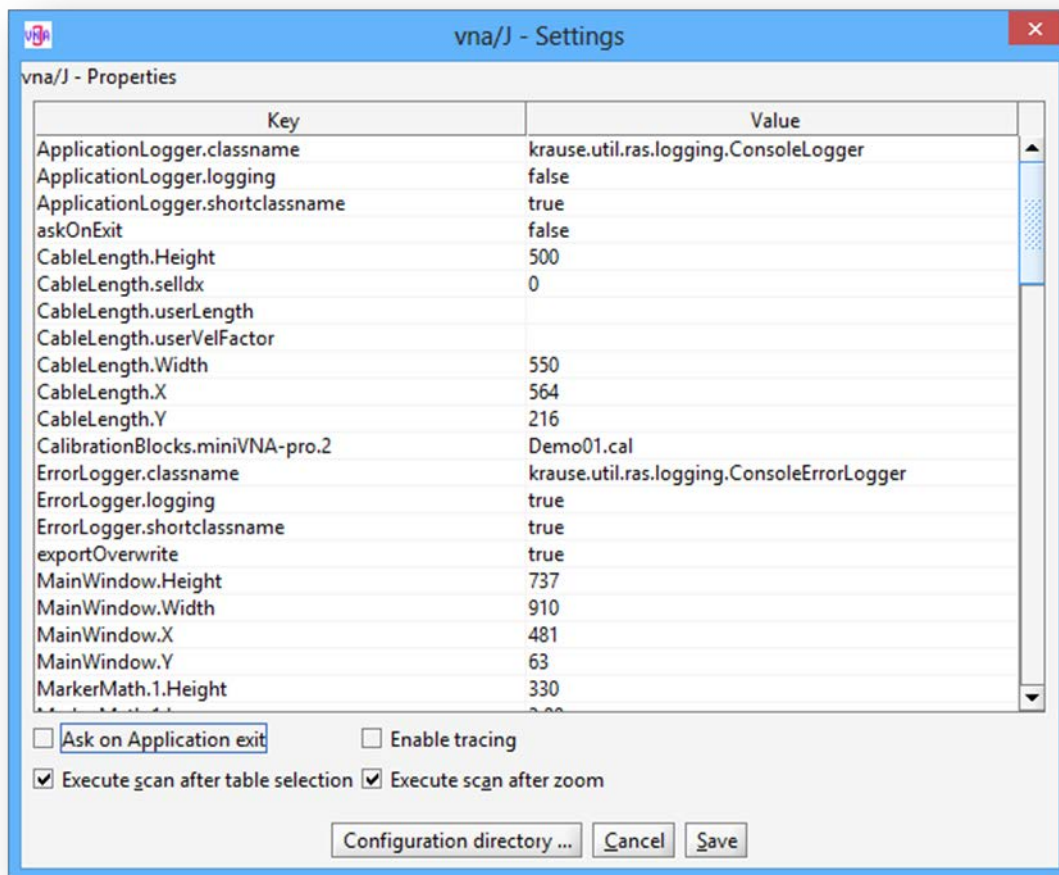 vna/J - Settings
vna/J - Properties
Key Value
ApplicationLogger.classname krause.util.ras.logging.ConsoleLogger
ApplicationLogger.logging false
ApplicationLogger.shortclassname true
askOnExit false
CableLength.Height 500
CableLength.selIdx 0
CableLength.userLength
CableLength.userVelFactor
CableLength.Width 550
CableLength.X 564
CableLength.Y 216
CalibrationBlocks.miniVNA-pro.2 Demo01.cal
ErrorLogger.classname krause.util.ras.logging.ConsoleErrorLogger
ErrorLogger.logging true
ErrorLogger.shortclassname true
exportOverwrite true
MainWindow.Height 737
MainWindow.Width 910
MainWindow.X 481
MainWindow.Y 63
MarkerMath.1.Height 330
Ask on Application exit Enable tracing
Execute scan after table selection Execute scan after zoom
Configuration directory ... Cancel Save